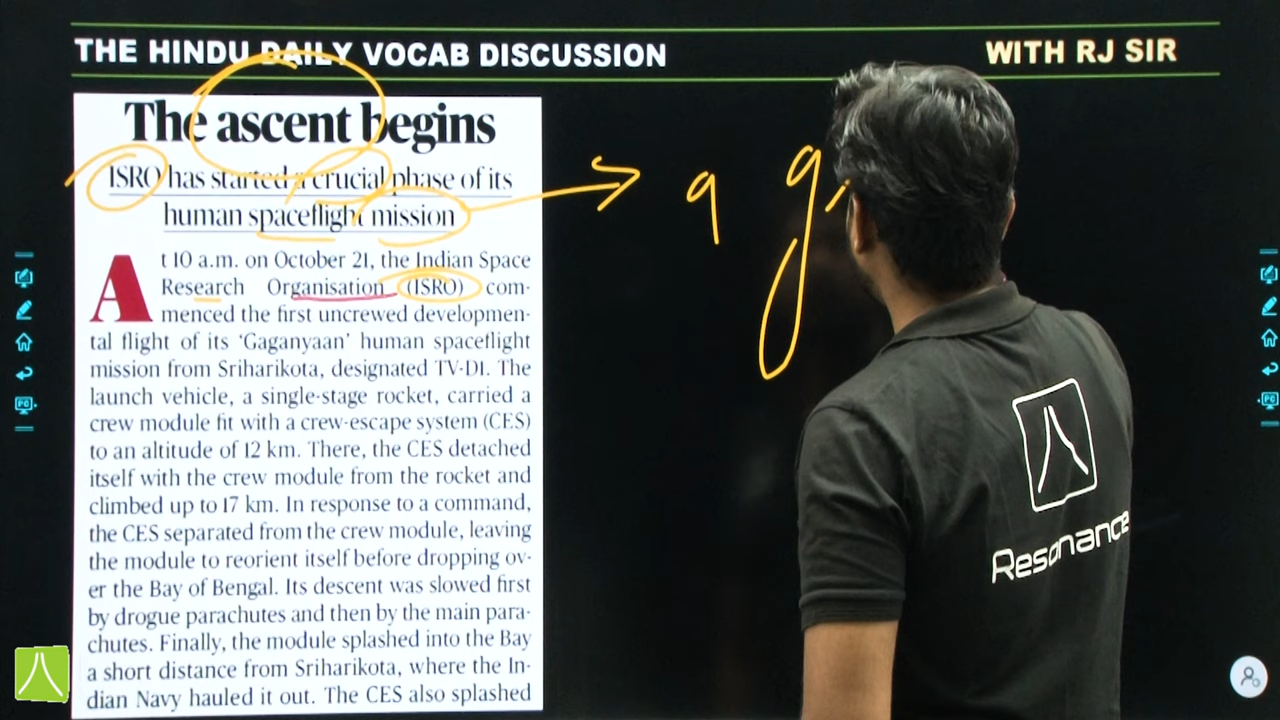 THE HINDU DAILY VOCAB DISCUSSION
WITH RJ SIR
The ascent begins
ISRO has started a crucial phase of its
human spaceflight mission
At 10 a.m. on October 21, the Indian Space
Research Organisation (ISRO) com-
menced the first uncrewed developmen-
tal flight of its ‘Gaganyaan’ human spaceflight
mission from Sriharikota, designated TV-D1. The
launch vehicle, a single-stage rocket, carried a
crew module fit with a crew-escape system (CES)
to an altitude of 12 km. There, the CES detached
itself with the crew module from the rocket and
climbed up to 17 km. In response to a command,
the CES separated from the crew module, leaving
the module to reorient itself before dropping ov-
er the Bay of Bengal. Its descent was slowed first
by drogue parachutes and then by the main para-
chutes. Finally, the module splashed into the Bay
a short distance from Sriharikota, where the In-
dian Navy hauled it out. The CES also splashed
Resonance
PC
PC